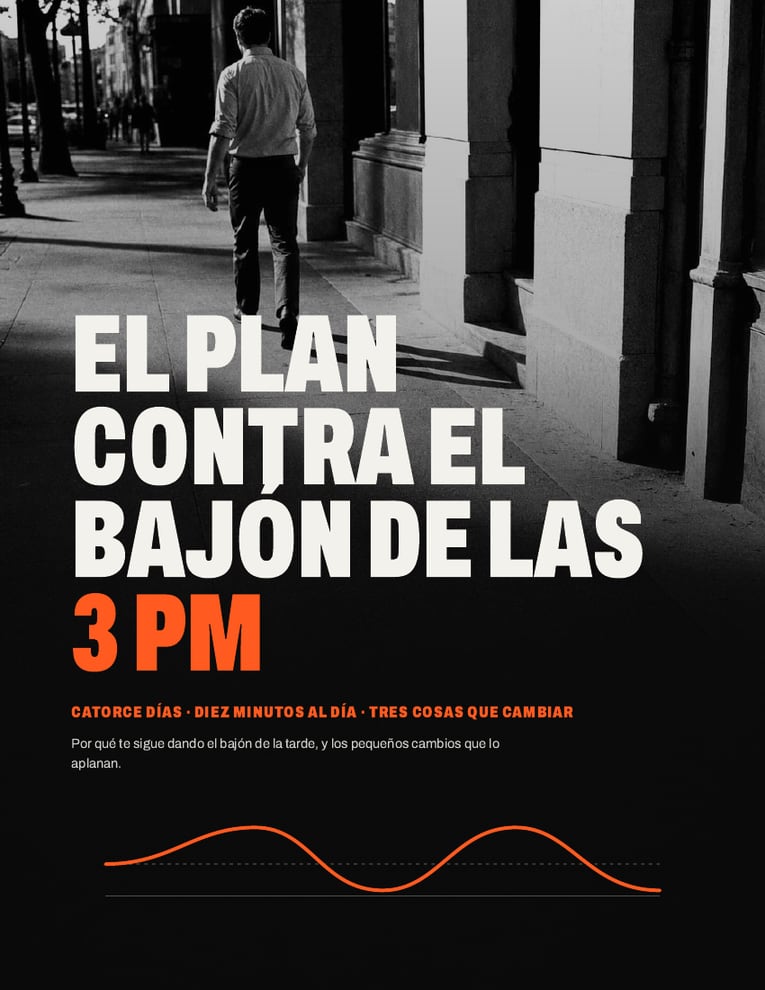 EL PLAN
CONTRA EL
BAJÓN DE LAS
3 PM
CATORCE DÍAS · DIEZ MINUTOS AL DÍA · TRES COSAS QUE CAMBIAR
Por qué te sigue dando el bajón de la tarde, y los pequeños cambios que lo
aplanan.